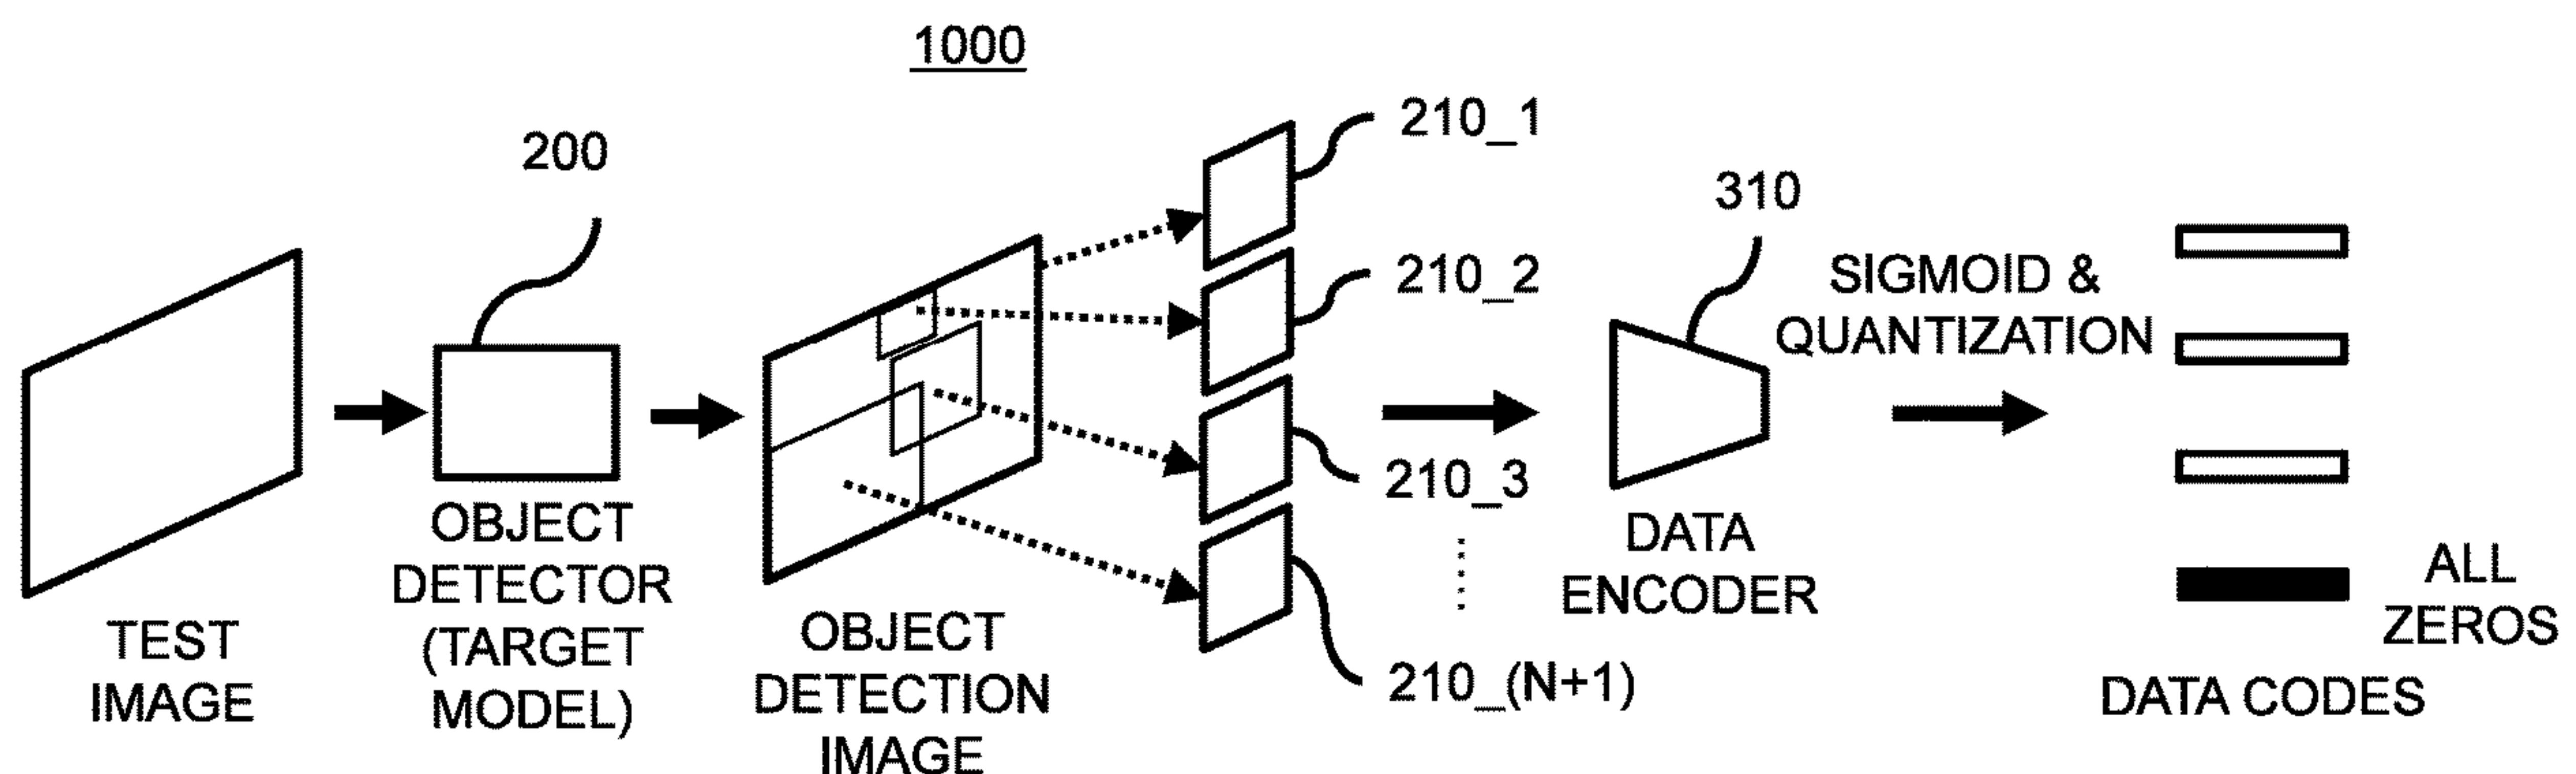 1000
210_1
200
310
210_2
SIGMOID &
QUANTIZATION
210_3
OBJECT
DETECTOR
(TARGET
MODEL)
DATA
ENCODER
ALL
ZEROS
TEST
IMAGE
OBJECT
DETECTION
IMAGE
210_(N+1)
DATA CODES